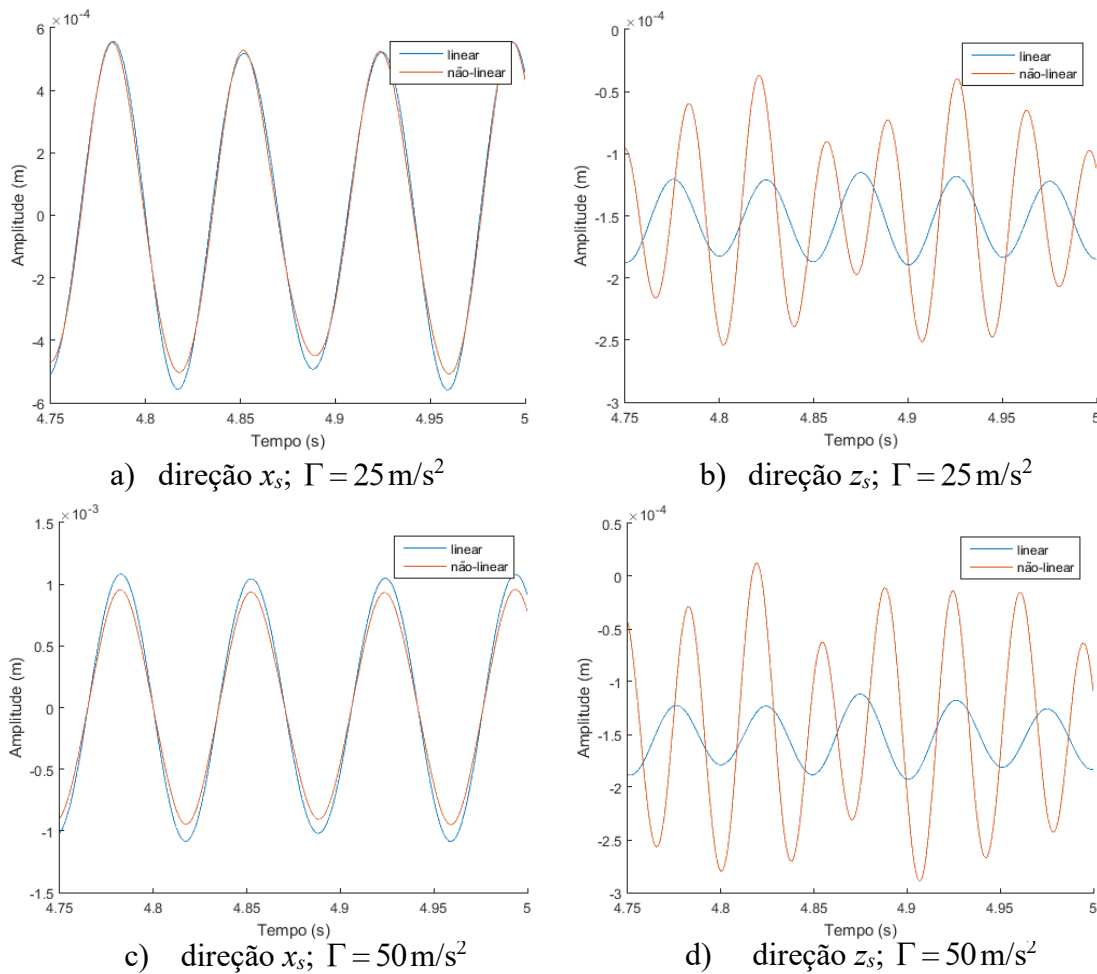 ×10⁻⁴
6
4
2
0
-2
-4
-6
Amplitude (m)
linear
não-linear
4.75
4.8
4.85
4.9
4.95
5
Tempo (s)
a) direção xₛ; Γ = 25 m/s²
×10⁻⁴
0
-0.5
-1
-1.5
-2
-2.5
-3
Amplitude (m)
linear
não-linear
4.75
4.8
4.85
4.9
4.95
5
Tempo (s)
b) direção zₛ; Γ = 25 m/s²
×10⁻³
1.5
1
0.5
0
-0.5
-1
-1.5
Amplitude (m)
linear
não-linear
4.75
4.8
4.85
4.9
4.95
5
Tempo (s)
c) direção xₛ; Γ = 50 m/s²
×10⁻⁴
0.5
0
-0.5
-1
-1.5
-2
-2.5
-3
Amplitude (m)
linear
não-linear
4.75
4.8
4.85
4.9
4.95
5
Tempo (s)
d) direção zₛ; Γ = 50 m/s²